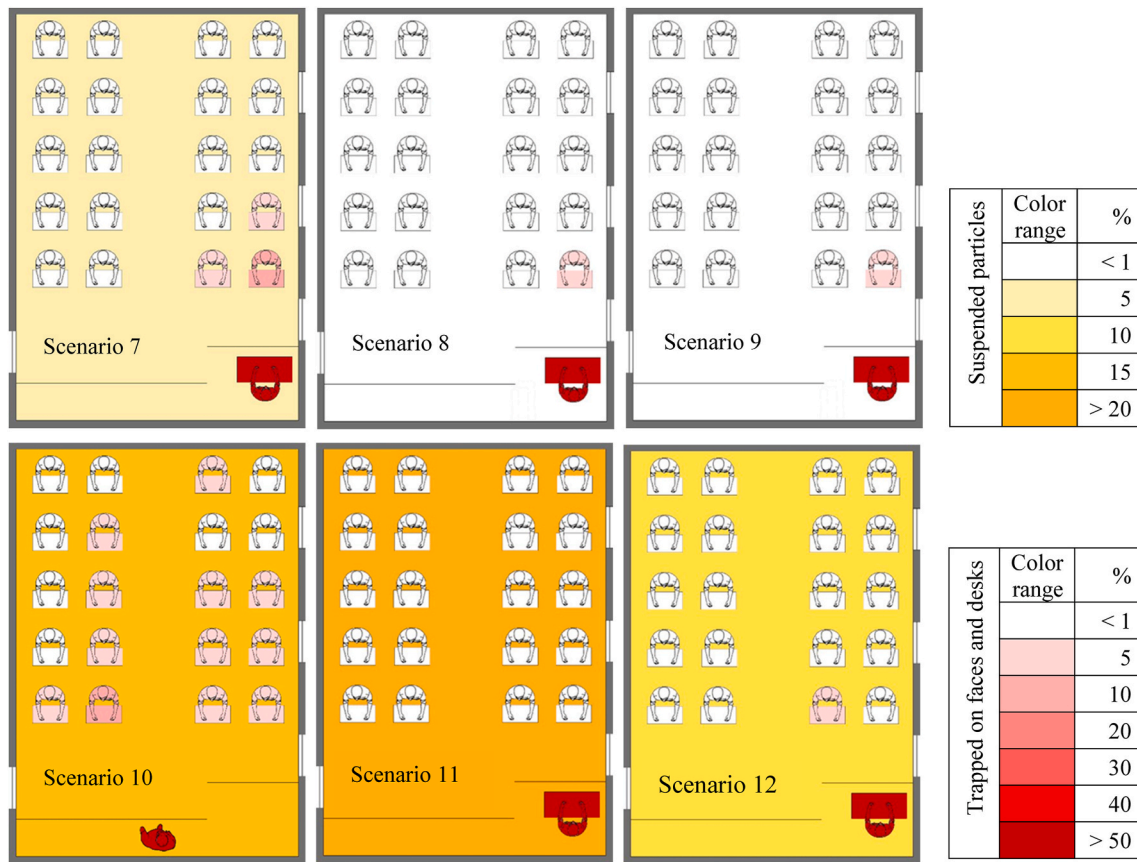 Scenario 7
Scenario 8
Scenario 9
Suspended particles
Color range
%
< 1
5
10
15
> 20
Scenario 10
Scenario 11
Scenario 12
Trapped on faces and desks
Color range
%
< 1
5
10
20
30
40
> 50